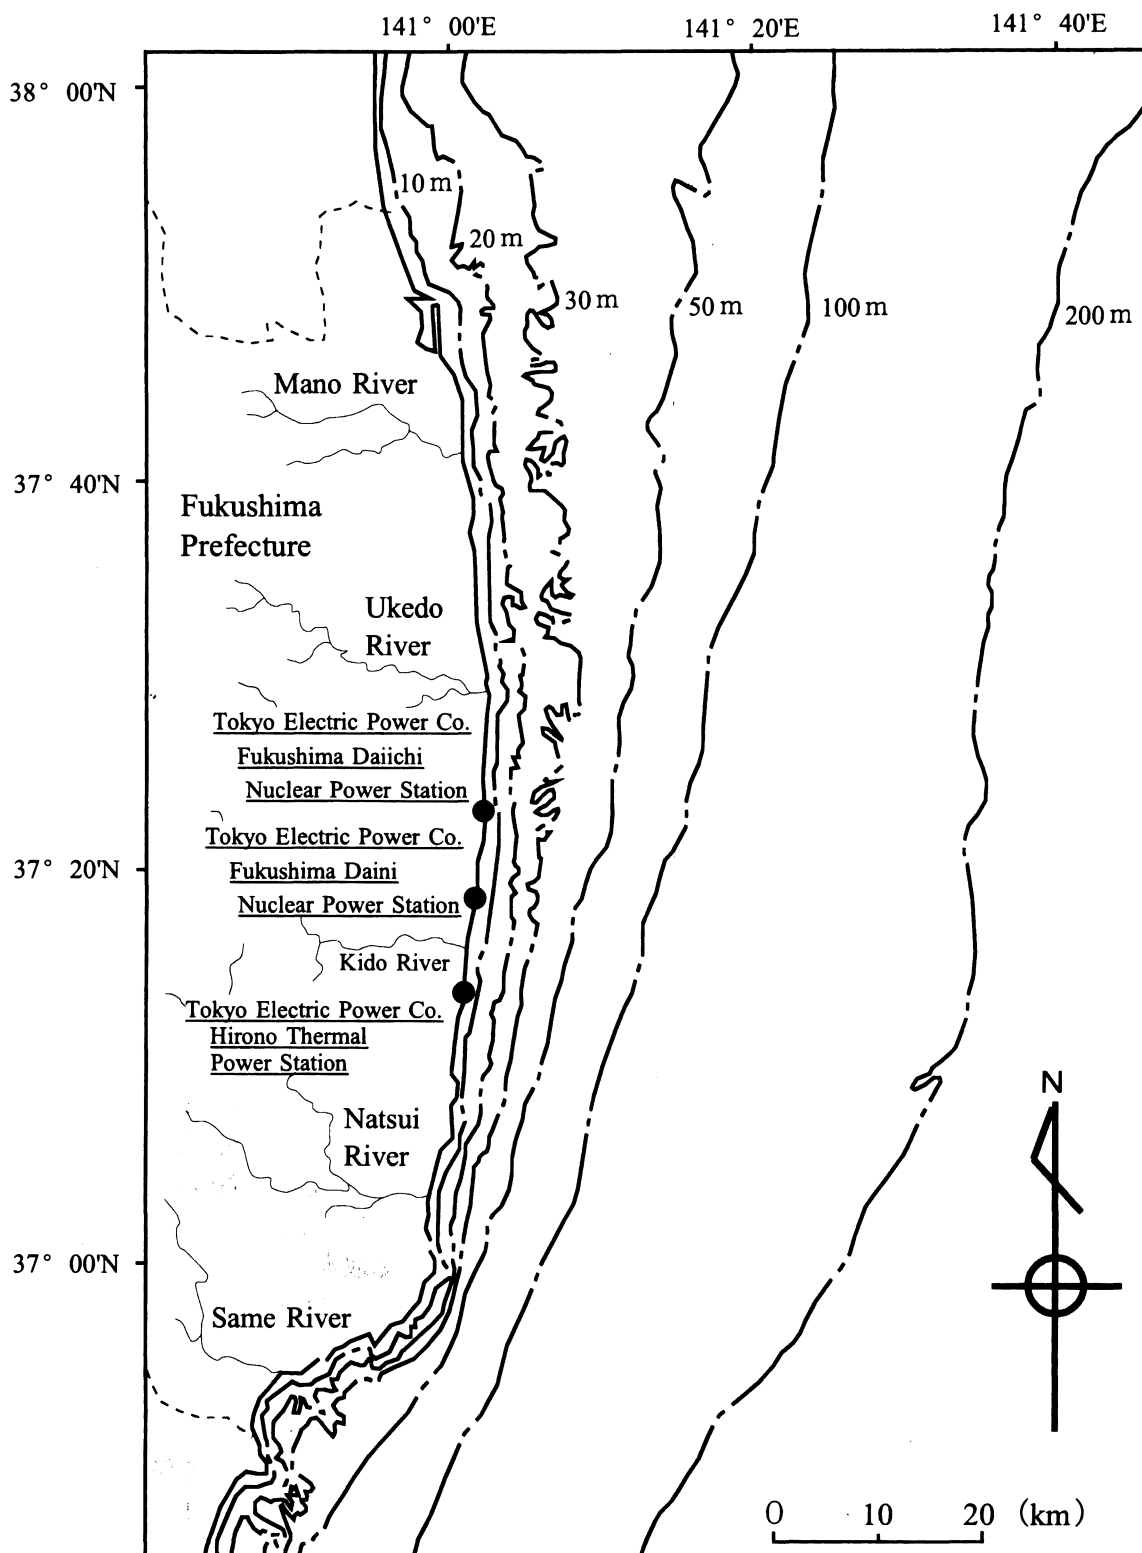 141° 00'E
141° 20'E
141° 40'E
38° 00'N
10 m
20 m
30 m
50 m
100 m
200 m
Mano River
37° 40'N
Fukushima
Prefecture
Ukedo
River
Tokyo Electric Power Co.
Fukushima Daiichi
Nuclear Power Station
Tokyo Electric Power Co.
37° 20'N
Fukushima Daini
Nuclear Power Station
Kido River
Tokyo Electric Power Co.
Hirono Thermal
Power Station
N
Natsui
River
37° 00'N
Same River
0 10 20 (km)